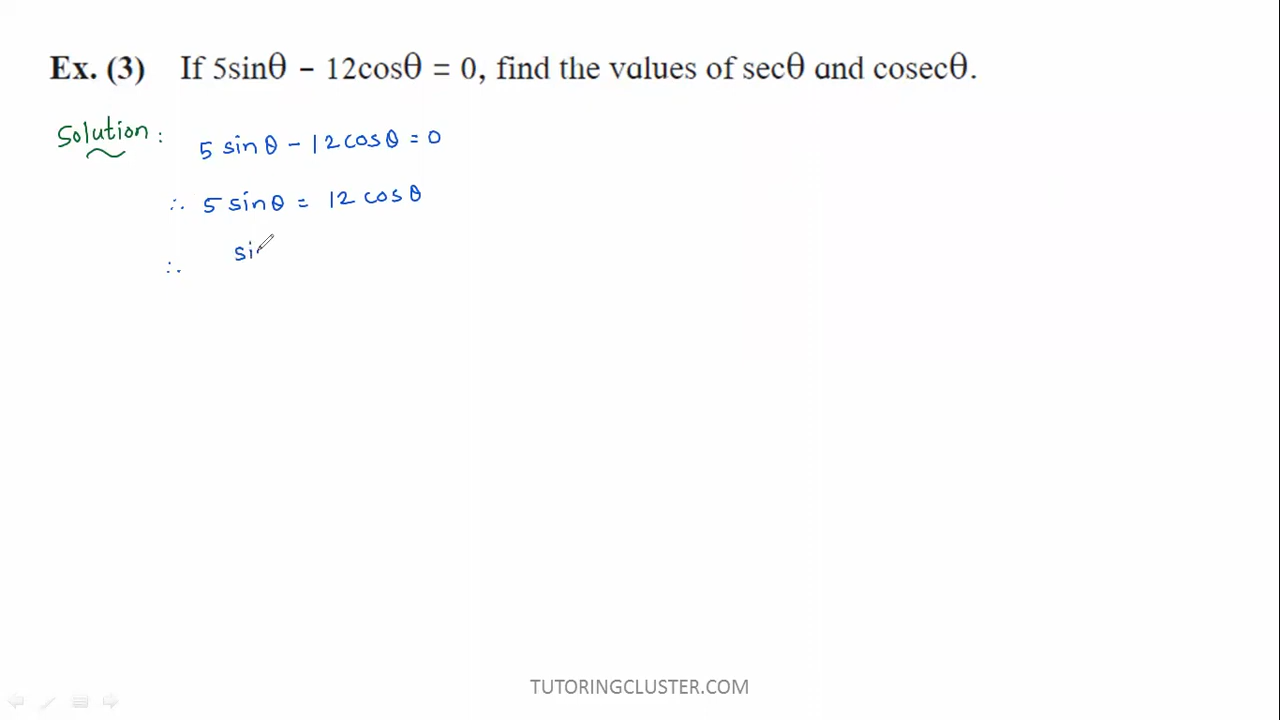 Ex. (3) If 5sinθ − 12cosθ = 0, find the values of secθ and cosecθ.
Solution :
5 sin θ − 12 cos θ = 0
∴ 5 sin θ = 12 cos θ
∴ si
TUTORINGCLUSTER.COM